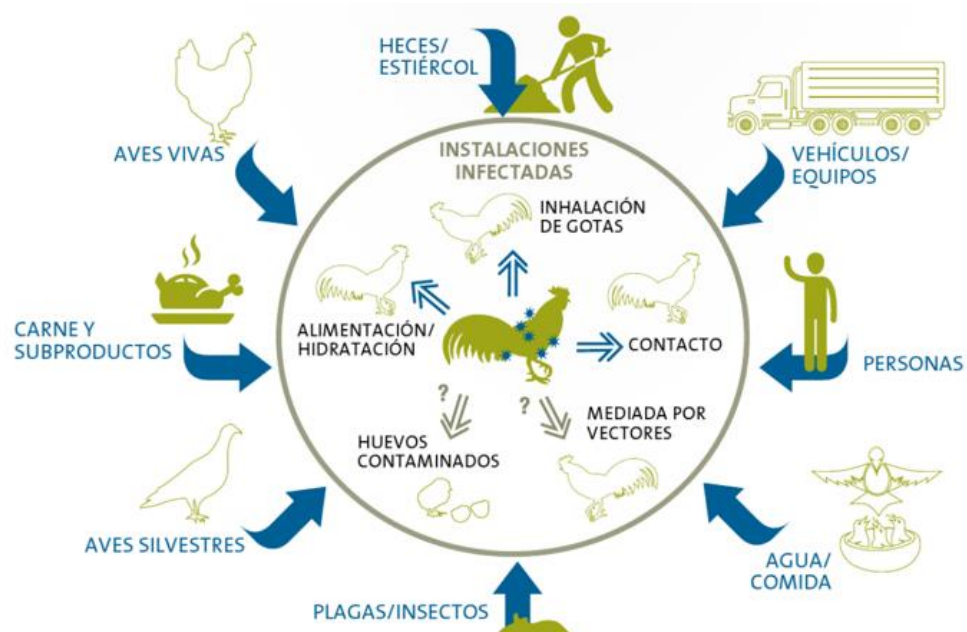 HECES/
ESTIÉRCOL
AVES VIVAS
VEHÍCULOS/
EQUIPOS
INSTALACIONES
INFECTADAS
INHALACIÓN
DE GOTAS
CARNE Y
SUBPRODUCTOS
ALIMENTACIÓN/
HIDRATACIÓN
CONTACTO
PERSONAS
?
?
HUEVOS
CONTAMINADOS
MEDIADA POR
VECTORES
AVES SILVESTRES
AGUA/
COMIDA
PLAGAS/INSECTOS